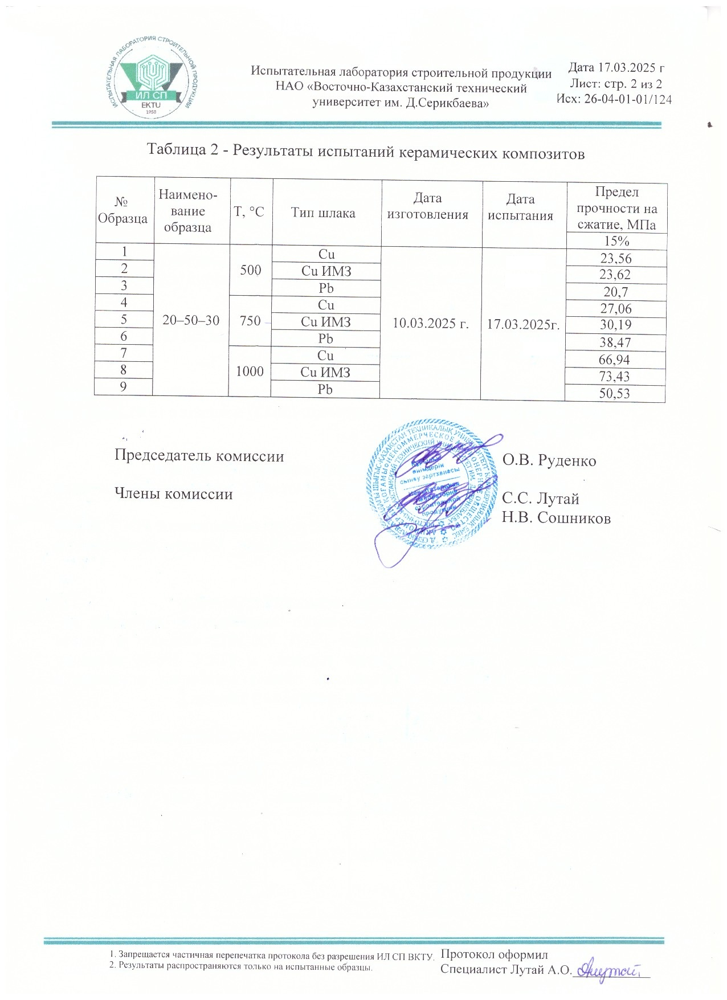 ИСПЫТАТЕЛЬНАЯ ЛАБОРАТОРИЯ СТРОИТЕЛЬНОЙ ПРОДУКЦИИ
ИЛ СП
EKTU
1958
Испытательная лаборатория строительной продукции
НАО «Восточно-Казахстанский технический
университет им. Д.Серикбаева»
Дата 17.03.2025 г
Лист: стр. 2 из 2
Исх: 26-04-01-01/124
Таблица 2 - Результаты испытаний керамических композитов
№ Образца | Наимено-вание образца | Т, °С | Тип шлака | Дата изготовления | Дата испытания | Предел прочности на сжатие, МПа
15%
1 | 20–50–30 | 500 | Cu | 10.03.2025 г. | 17.03.2025г. | 23,56
2 | Cu ИМЗ | 23,62
3 | Pb | 20,7
4 | 750 | Cu | 27,06
5 | Cu ИМЗ | 30,19
6 | Pb | 38,47
7 | 1000 | Cu | 66,94
8 | Cu ИМЗ | 73,43
9 | Pb | 50,53
Председатель комиссии
О.В. Руденко
Члены комиссии
С.С. Лутай
Н.В. Сошников
өнімдерін
сынау зертханасы
лаборатория
строительной
продукции
1. Запрещается частичная перепечатка протокола без разрешения ИЛ СП ВКТУ.
2. Результаты распространяются только на испытанные образцы.
Протокол оформил
Специалист Лутай А.О.